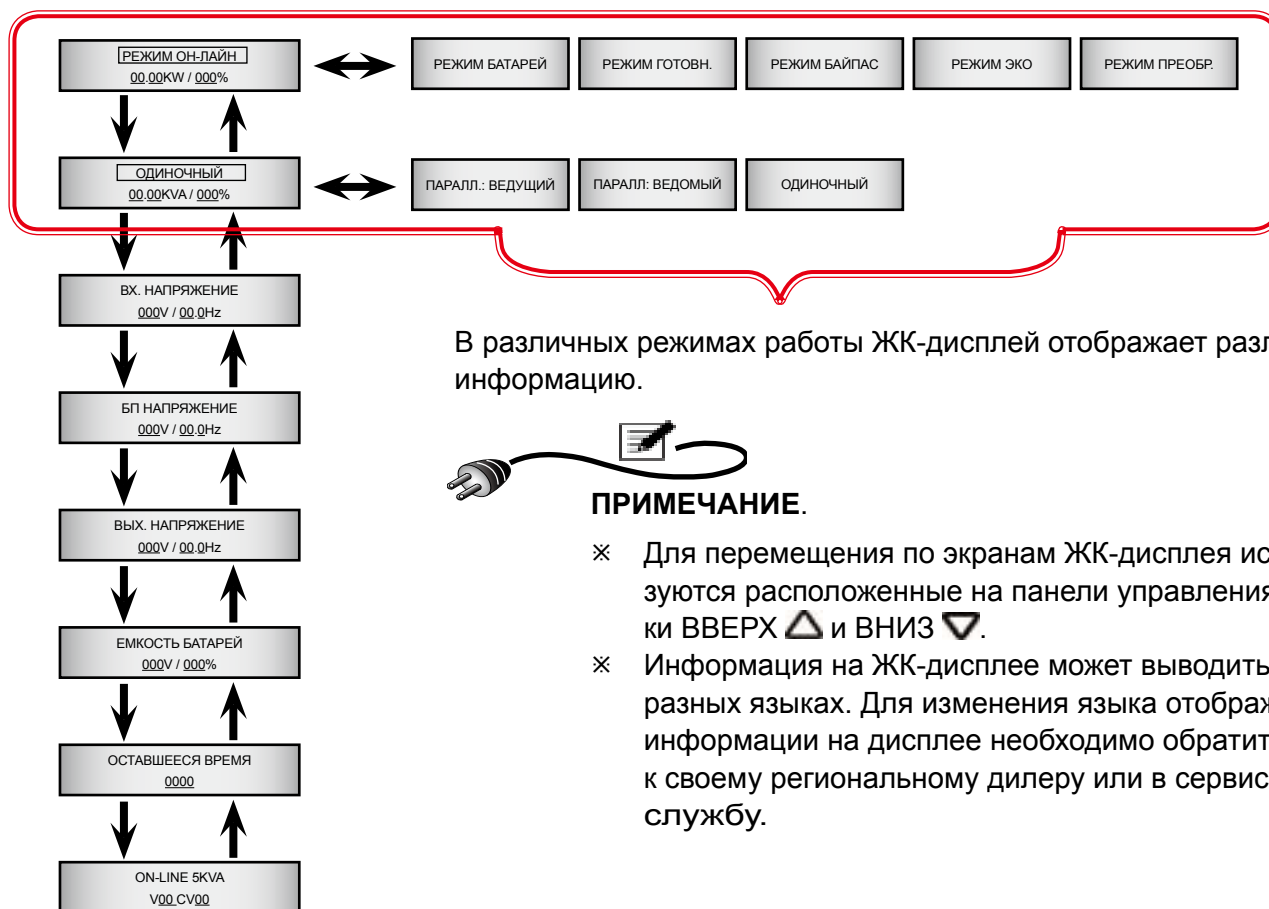 РЕЖИМ ОН-ЛАЙН
00.00KW / 000%
РЕЖИМ БАТАРЕЙ
РЕЖИМ ГОТОВН.
РЕЖИМ БАЙПАС
РЕЖИМ ЭКО
РЕЖИМ ПРЕОБР.
ОДИНОЧНЫЙ
00.00KVA / 000%
ПАРАЛЛ.: ВЕДУЩИЙ
ПАРАЛЛ: ВЕДОМЫЙ
ОДИНОЧНЫЙ
ВХ. НАПРЯЖЕНИЕ
000V / 00.0Hz
БП НАПРЯЖЕНИЕ
000V / 00.0Hz
ВЫХ. НАПРЯЖЕНИЕ
000V / 00.0Hz
ЕМКОСТЬ БАТАРЕЙ
000V / 000%
ОСТАВШЕЕСЯ ВРЕМЯ
0000
ON-LINE 5KVA
V00 CV00
В различных режимах работы ЖК-дисплей отображает разл
информацию.
ПРИМЕЧАНИЕ.
※ Для перемещения по экранам ЖК-дисплея ис
зуются расположенные на панели управления
ки ВВЕРХ △ и ВНИЗ ▽.
※ Информация на ЖК-дисплее может выводить
разных языках. Для изменения языка отображ
информации на дисплее необходимо обратит
к своему региональному дилеру или в сервис
службу.